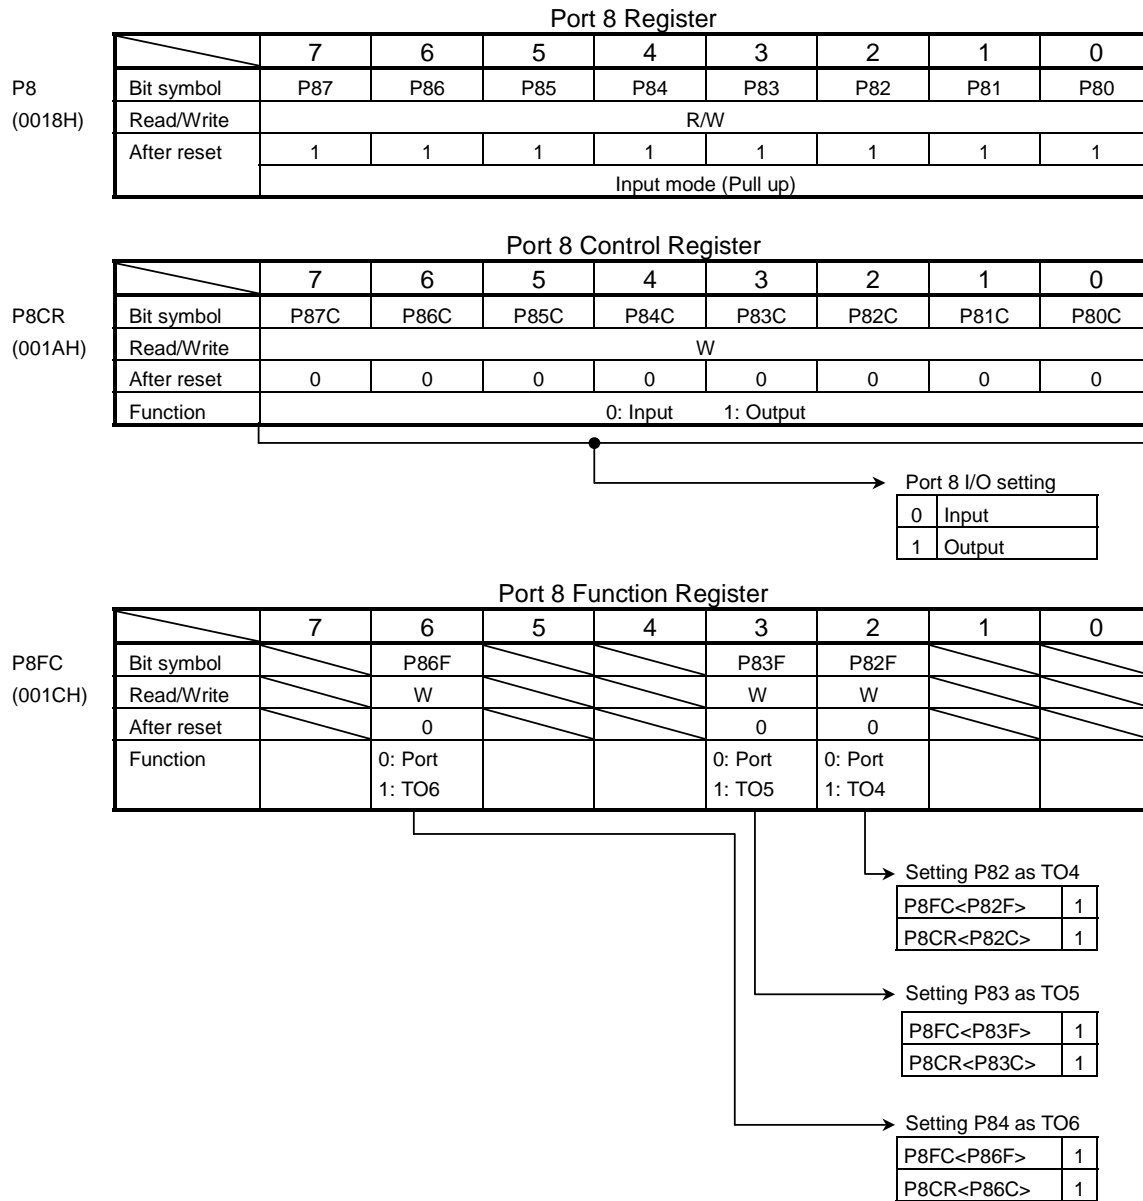 Port 8 Register
7 6 5 4 3 2 1 0
P8 Bit symbol P87 P86 P85 P84 P83 P82 P81 P80
(0018H) Read/Write R/W
After reset 1 1 1 1 1 1 1 1
Input mode (Pull up)
Port 8 Control Register
7 6 5 4 3 2 1 0
P8CR Bit symbol P87C P86C P85C P84C P83C P82C P81C P80C
(001AH) Read/Write W
After reset 0 0 0 0 0 0 0 0
Function 0: Input 1: Output
Port 8 I/O setting
0 Input
1 Output
Port 8 Function Register
7 6 5 4 3 2 1 0
P8FC Bit symbol P86F P83F P82F
(001CH) Read/Write W W W
After reset 0 0 0
Function 0: Port 0: Port 0: Port
1: TO6 1: TO5 1: TO4
Setting P82 as TO4
P8FC<P82F> 1
P8CR<P82C> 1
Setting P83 as TO5
P8FC<P83F> 1
P8CR<P83C> 1
Setting P84 as TO6
P8FC<P86F> 1
P8CR<P86C> 1